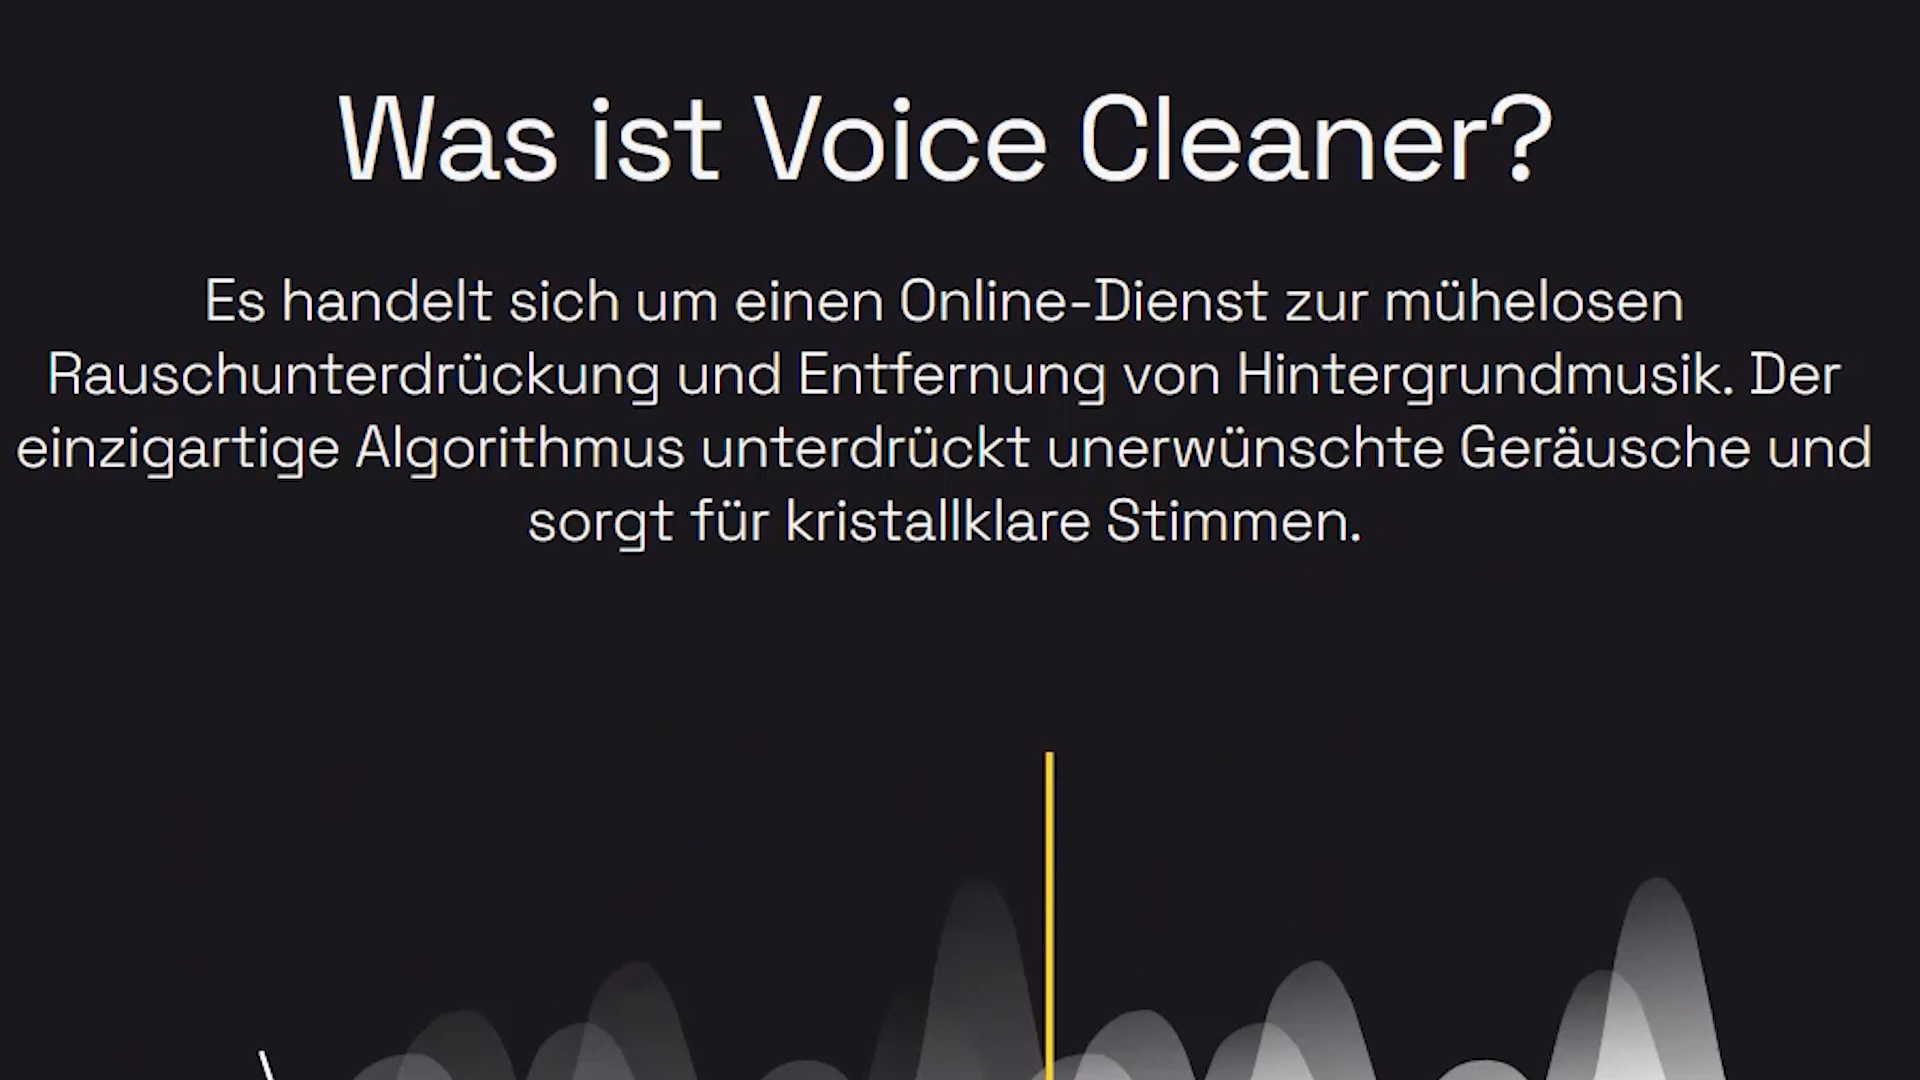 Was ist Voice Cleaner?
Es handelt sich um einen Online-Dienst zur mühelosen
Rauschunterdrückung und Entfernung von Hintergrundmusik. Der
einzigartige Algorithmus unterdrückt unerwünschte Geräusche und
sorgt für kristallklare Stimmen.